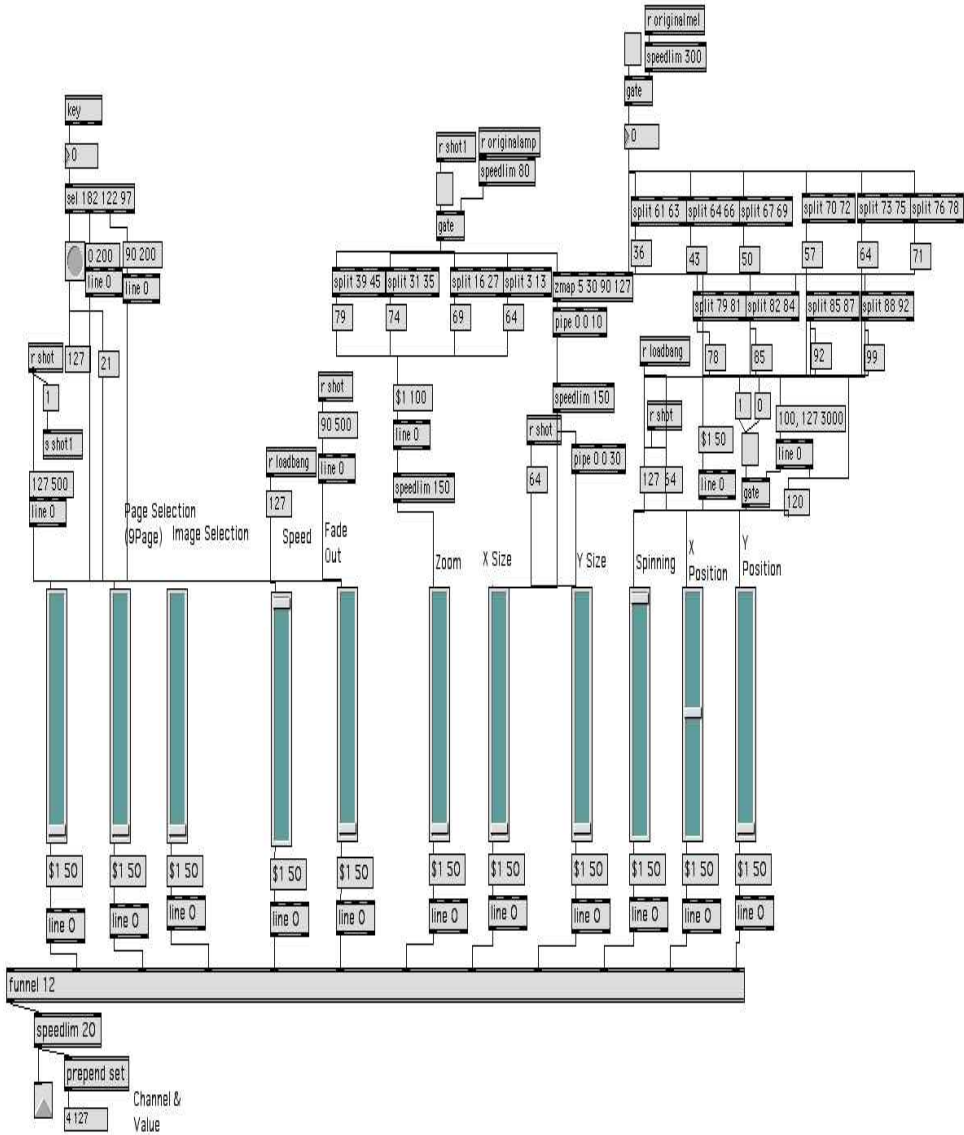 r originalmel
speedlim 300
gate
0
key
0
sel 182 122 97
0 200
90 200
line 0
line 0
r shot
127
21
1
s shot1
127 500
line 0
r shot1
r originalamp
speedlim 80
gate
split 39 45
split 31 35
split 16 27
split 3 13
zmap 5 30 90 127
79
74
69
64
pipe 0 0 10
$1 100
line 0
speedlim 150
speedlim 150
r shot
64
pipe 0 0 30
r shot
90 500
line 0
r loadbang
127
split 61 63
split 64 66
split 67 69
split 70 72
split 73 75
split 76 78
36
43
50
57
64
71
split 79 81
split 82 84
split 85 87
split 88 92
78
85
92
99
r loadbang
r shot
127
64
$1 50
line 0
1
0
gate
100, 127 3000
line 0
120
Page Selection
(9Page)
Image Selection
Speed
Fade
Out
Zoom
X Size
Y Size
Spinning
X
Position
Y
Position
$1 50
$1 50
$1 50
$1 50
$1 50
$1 50
$1 50
$1 50
$1 50
$1 50
$1 50
line 0
line 0
line 0
line 0
line 0
line 0
line 0
line 0
line 0
line 0
line 0
funnel 12
speedlim 20
prepend set
4 127
Channel &
Value